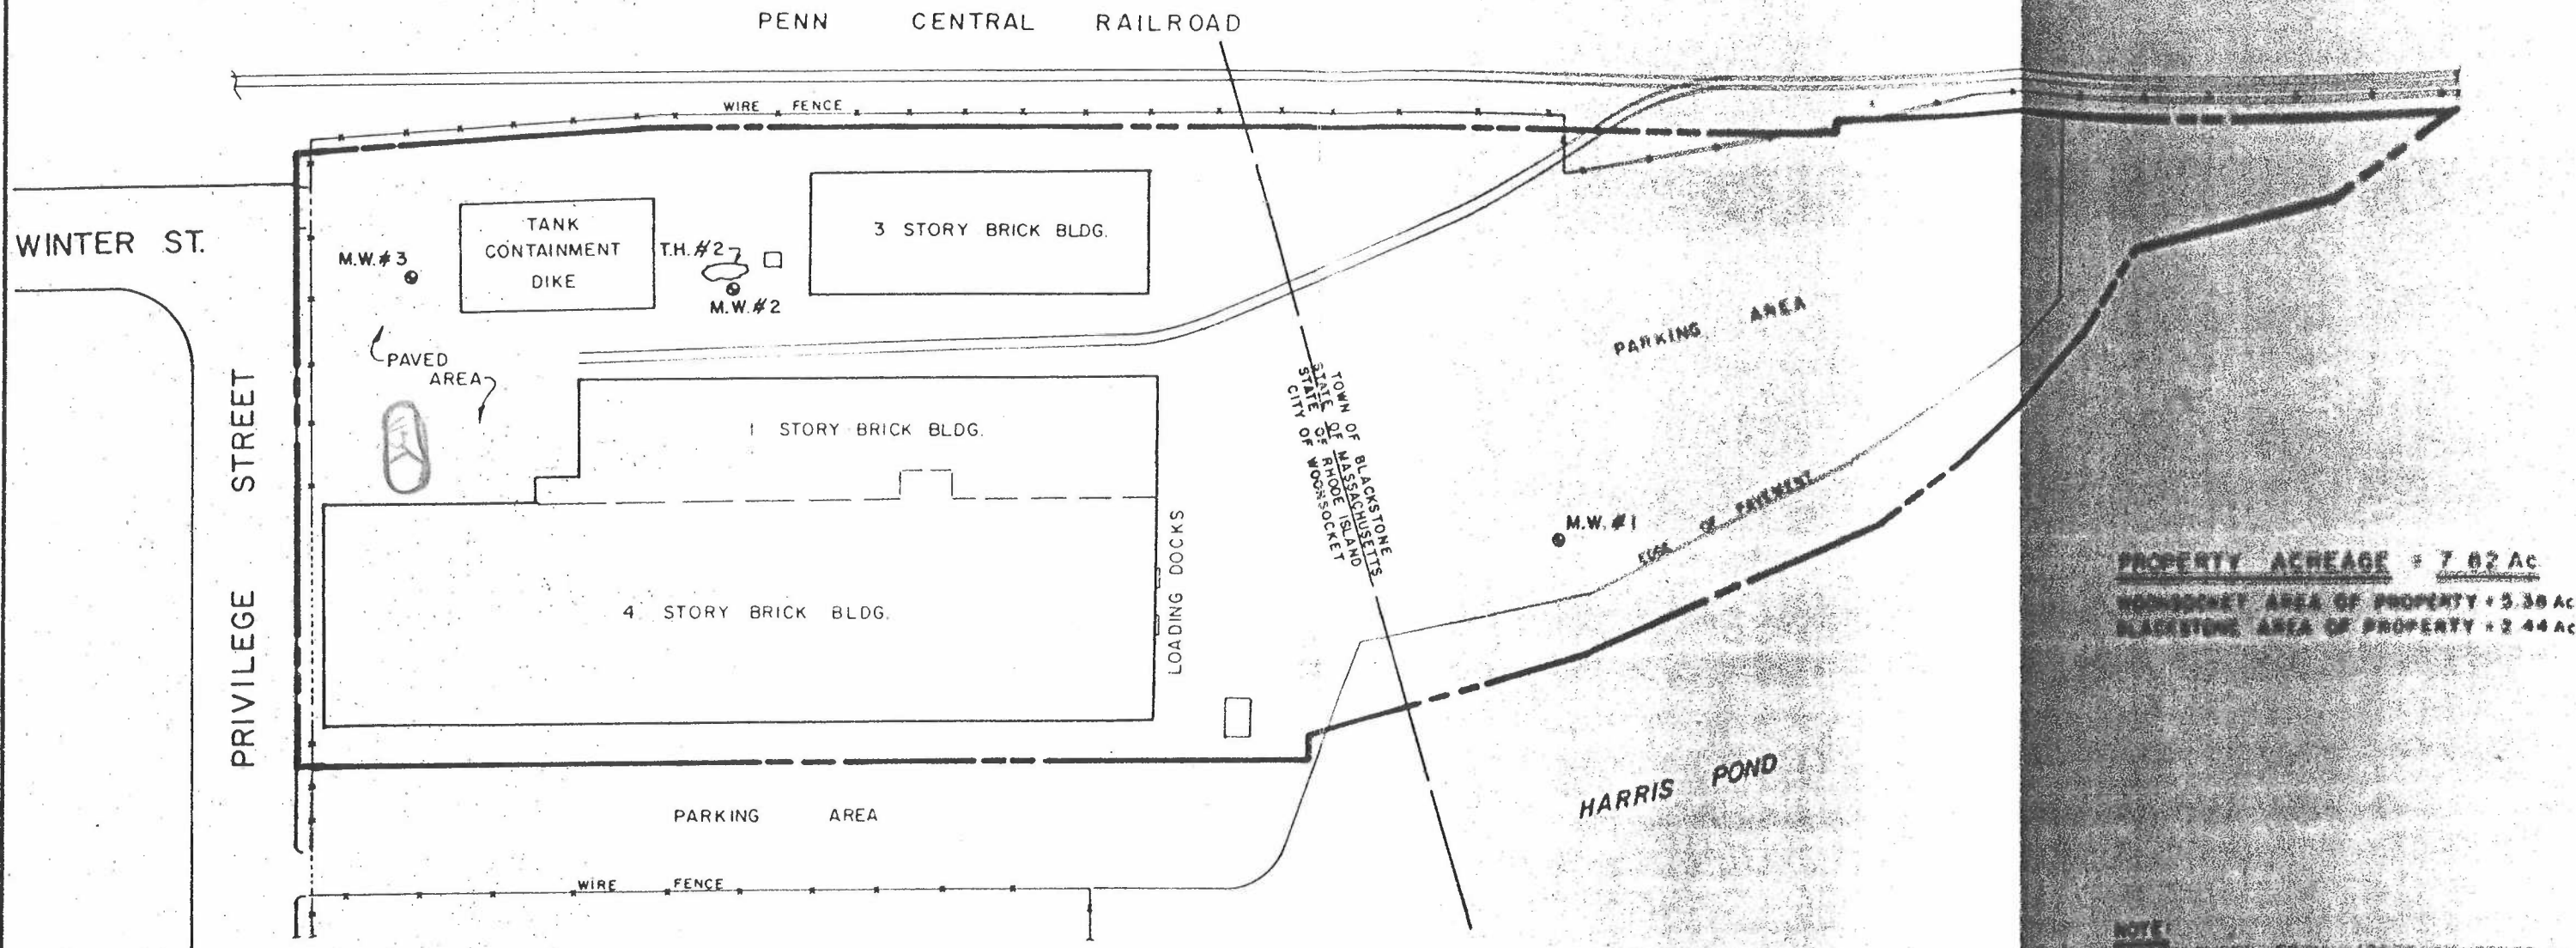 PENN CENTRAL RAILROAD
WIRE FENCE
WINTER ST.
PRIVILEGE STREET
M.W.#3
TANK
CONTAINMENT
DIKE
T.H.#2
M.W.#2
3 STORY BRICK BLDG.
PAVED
AREA
1 STORY BRICK BLDG.
4 STORY BRICK BLDG.
LOADING DOCKS
TOWN OF BLACKSTONE
STATE OF MASSACHUSETTS
STATE OF RHODE ISLAND
CITY OF WOONSOCKET
PARKING AREA
M.W.#1
EDGE OF PAVEMENT
HARRIS POND
PARKING AREA
WIRE FENCE
PROPERTY ACREAGE = 7.82 Ac
WOONSOCKET AREA OF PROPERTY = 5.38 Ac
BLACKSTONE AREA OF PROPERTY = 2.44 Ac
NOTE: